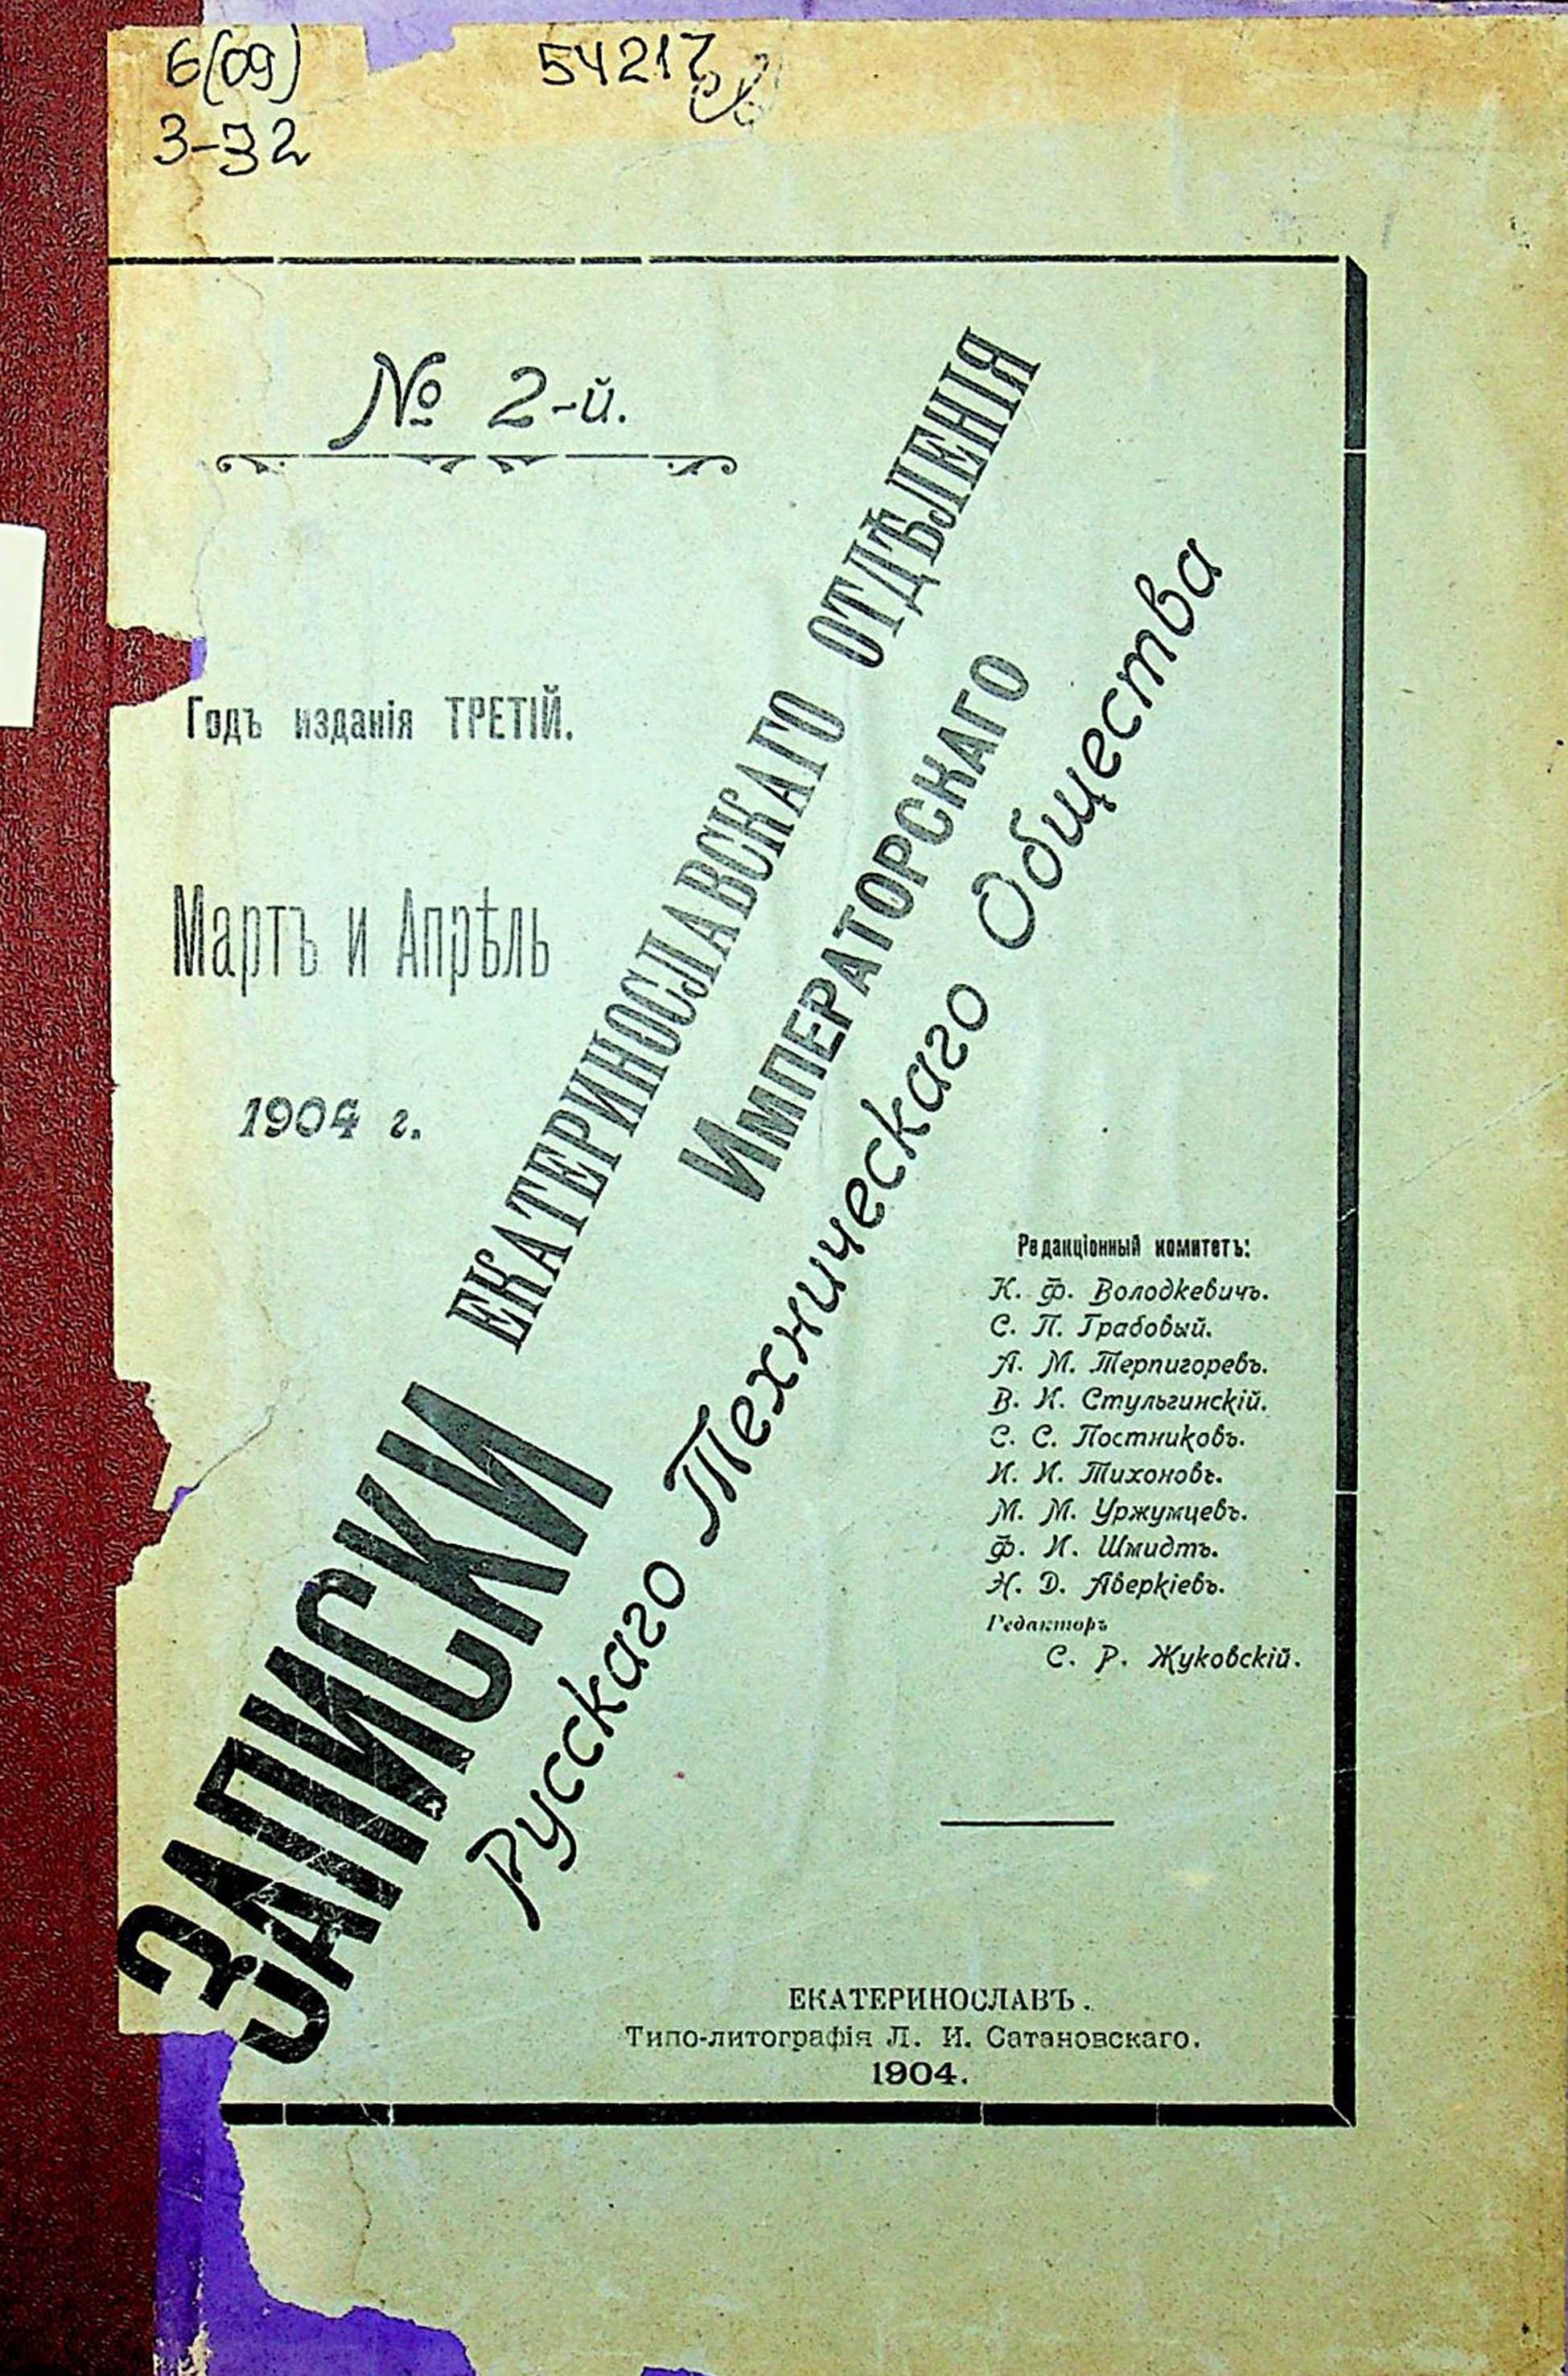 6(09)
3-32
54217
№ 2-й.
Годъ изданія ТРЕТІЙ.
Мартъ и Апрѣль
1904 г.
ЗАПИСКИ ЕКАТЕРИНОСЛАВСКАГО ОТДѢЛЕНІЯ
ИМПЕРАТОРСКАГО
Русскаго Техническаго Общества
Редакціонный комитетъ:
К. Ф. Володкевичъ.
С. П. Грабовый.
А. М. Терпигоревъ.
В. И. Стульгинскій.
С. С. Постниковъ.
И. И. Тихоновъ.
М. М. Уржумцевъ.
Ф. И. Шмидтъ.
Н. Д. Аверкіевъ.
Редакторъ
С. Р. Жуковскій.
ЕКАТЕРИНОСЛАВЪ.
Типо-литографія Л. И. Сатановскаго.
1904.